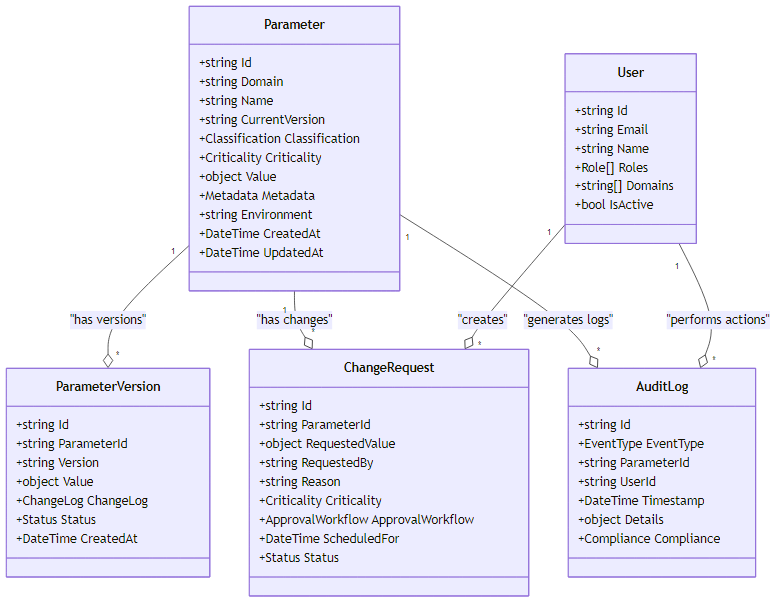 Parameter
+string Id
+string Domain
+string Name
+string CurrentVersion
+Classification Classification
+Criticality Criticality
+object Value
+Metadata Metadata
+string Environment
+DateTime CreatedAt
+DateTime UpdatedAt
User
+string Id
+string Email
+string Name
+Role[] Roles
+string[] Domains
+bool IsActive
1
1
1
1
1
"has versions"
"has changes"
"creates"
"generates logs"
"performs actions"
*
*
*
*
*
ParameterVersion
+string Id
+string ParameterId
+string Version
+object Value
+ChangeLog ChangeLog
+Status Status
+DateTime CreatedAt
ChangeRequest
+string Id
+string ParameterId
+object RequestedValue
+string RequestedBy
+string Reason
+Criticality Criticality
+ApprovalWorkflow ApprovalWorkflow
+DateTime ScheduledFor
+Status Status
AuditLog
+string Id
+EventType EventType
+string ParameterId
+string UserId
+DateTime Timestamp
+object Details
+Compliance Compliance